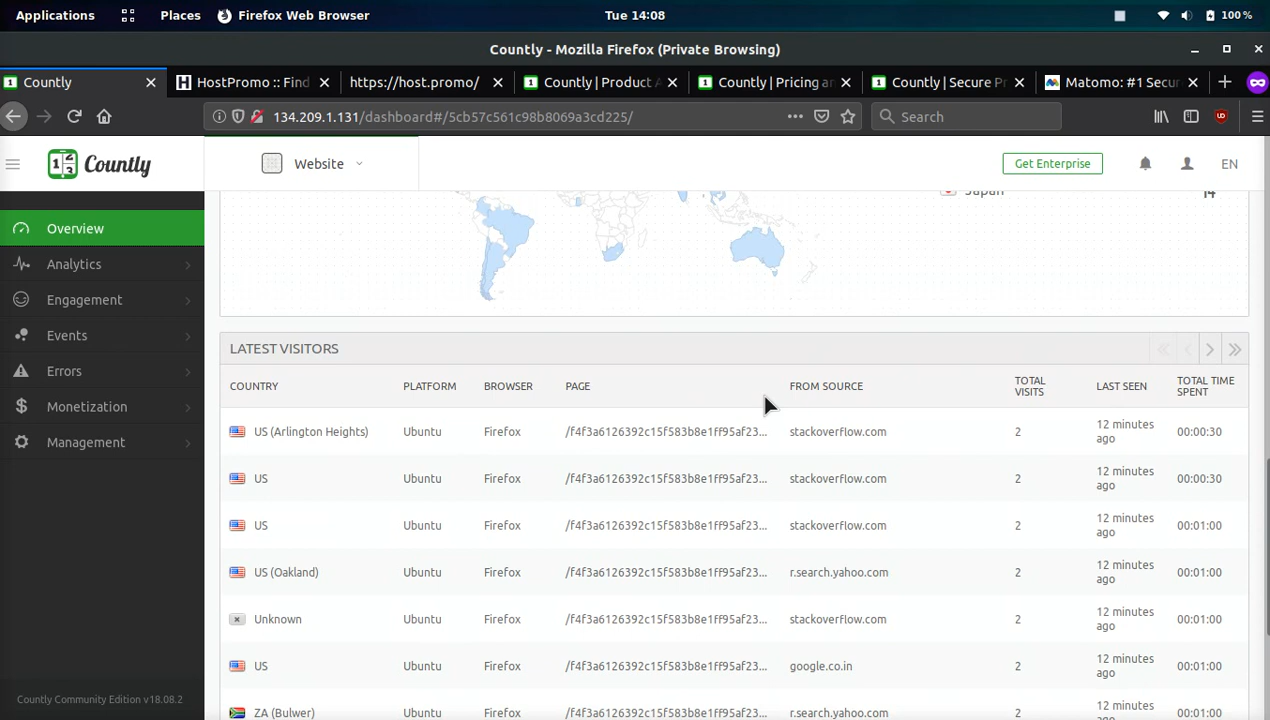 Applications Places Firefox Web Browser Tue 14:08 100 %
Countly - Mozilla Firefox (Private Browsing)
Countly HostPromo :: Find https://host.promo/ Countly | Product A Countly | Pricing an Countly | Secure Pr Matomo: #1 Secur
134.209.1.131/dashboard#/5cb57c561c98b8069a3cd225/ Search
Countly Website Get Enterprise EN
Japan 14
Overview
Analytics
Engagement
Events
Errors
Monetization
Management
LATEST VISITORS
COUNTRY PLATFORM BROWSER PAGE FROM SOURCE TOTAL VISITS LAST SEEN TOTAL TIME SPENT
US (Arlington Heights) Ubuntu Firefox /f4f3a6126392c15f583b8e1ff95af23... stackoverflow.com 2 12 minutes ago 00:00:30
US Ubuntu Firefox /f4f3a6126392c15f583b8e1ff95af23... stackoverflow.com 2 12 minutes ago 00:00:30
US Ubuntu Firefox /f4f3a6126392c15f583b8e1ff95af23... stackoverflow.com 2 12 minutes ago 00:01:00
US (Oakland) Ubuntu Firefox /f4f3a6126392c15f583b8e1ff95af23... r.search.yahoo.com 2 12 minutes ago 00:01:00
Unknown Ubuntu Firefox /f4f3a6126392c15f583b8e1ff95af23... stackoverflow.com 2 12 minutes ago 00:01:00
US Ubuntu Firefox /f4f3a6126392c15f583b8e1ff95af23... google.co.in 2 12 minutes ago 00:01:00
ZA (Bulwer) Ubuntu Firefox /f4f3a6126392c15f583b8e1ff95af23... r.search.yahoo.com 2 12 minutes 00:01:00
Countly Community Edition v18.08.2